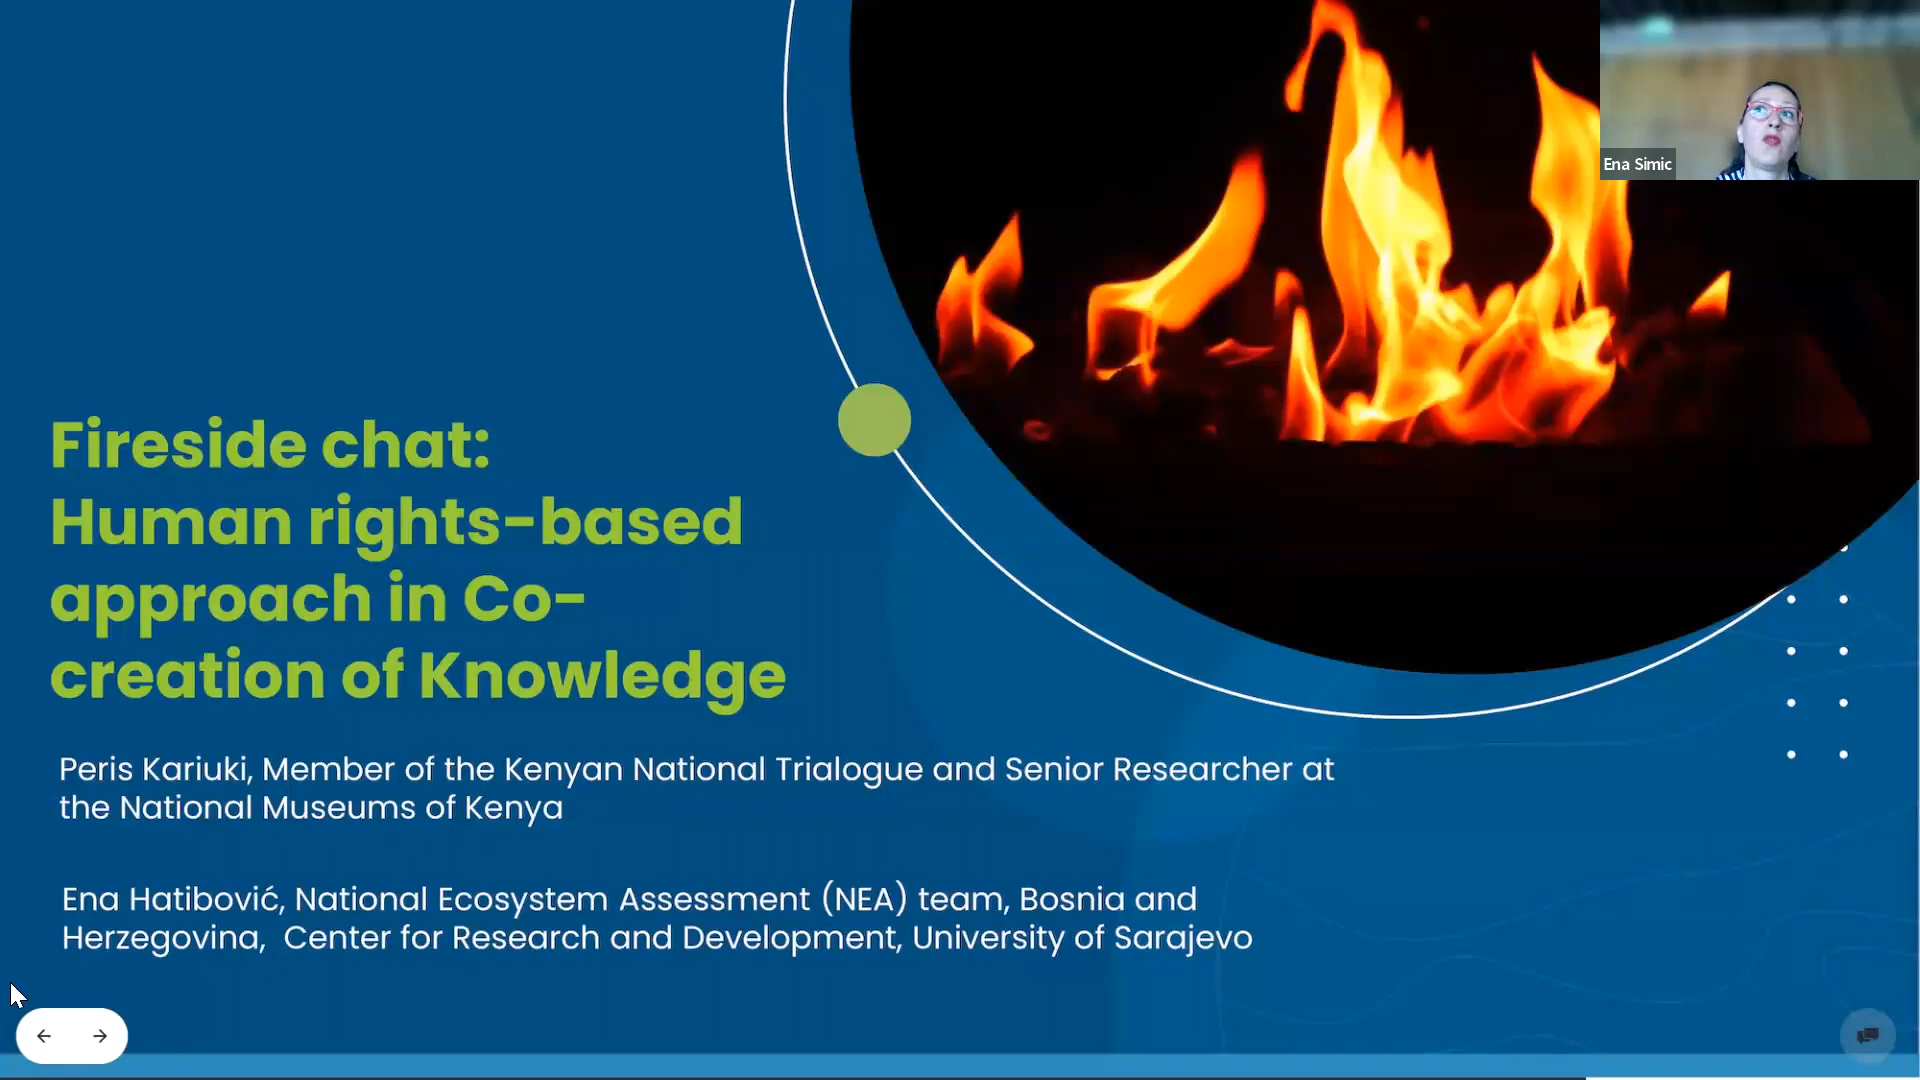 Ena Simic
Fireside chat:
Human rights-based
approach in Co-
creation of Knowledge
Peris Kariuki, Member of the Kenyan National Trialogue and Senior Researcher at
the National Museums of Kenya
Ena Hatibović, National Ecosystem Assessment (NEA) team, Bosnia and
Herzegovina,  Center for Research and Development, University of Sarajevo